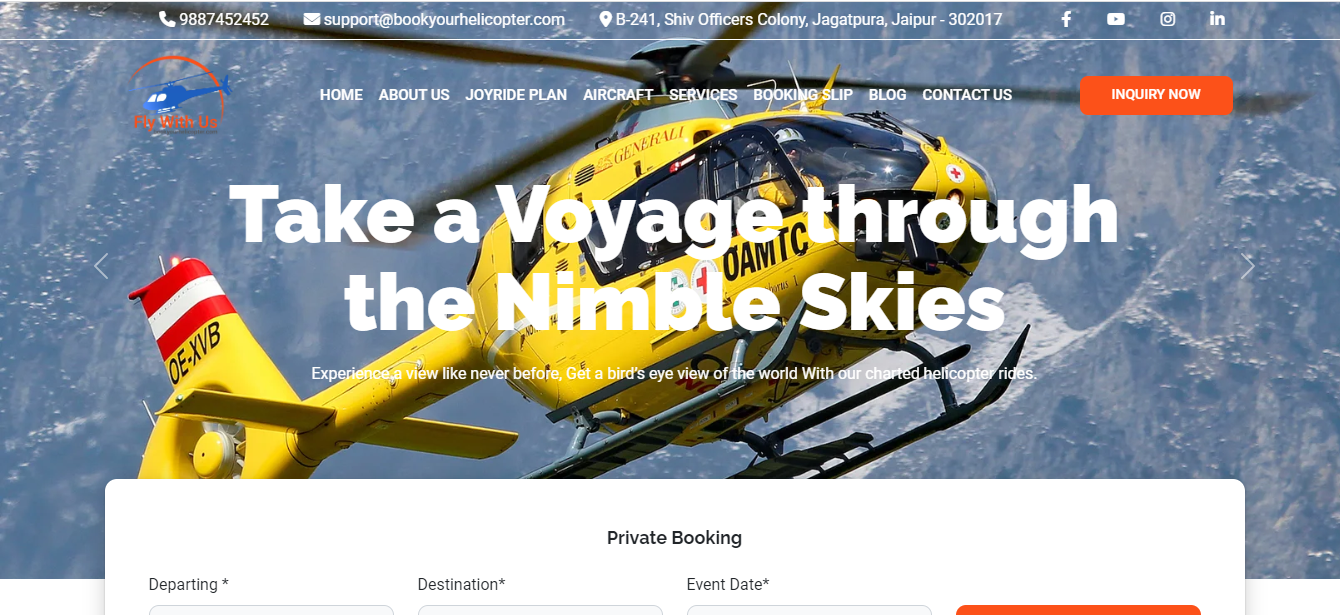 9887452452 support@bookyourhelicopter.com B-241, Shiv Officers Colony, Jagatpura, Jaipur - 302017
Fly With Us
HOME ABOUT US JOYRIDE PLAN AIRCRAFT SERVICES BOOKING SLIP BLOG CONTACT US
INQUIRY NOW
GENERALI
Take a Voyage through
the Nimble Skies
ÖAMTC
OE-XVB
Experience a view like never before, Get a bird's eye view of the world With our charted helicopter rides.
Private Booking
Departing * Destination* Event Date*